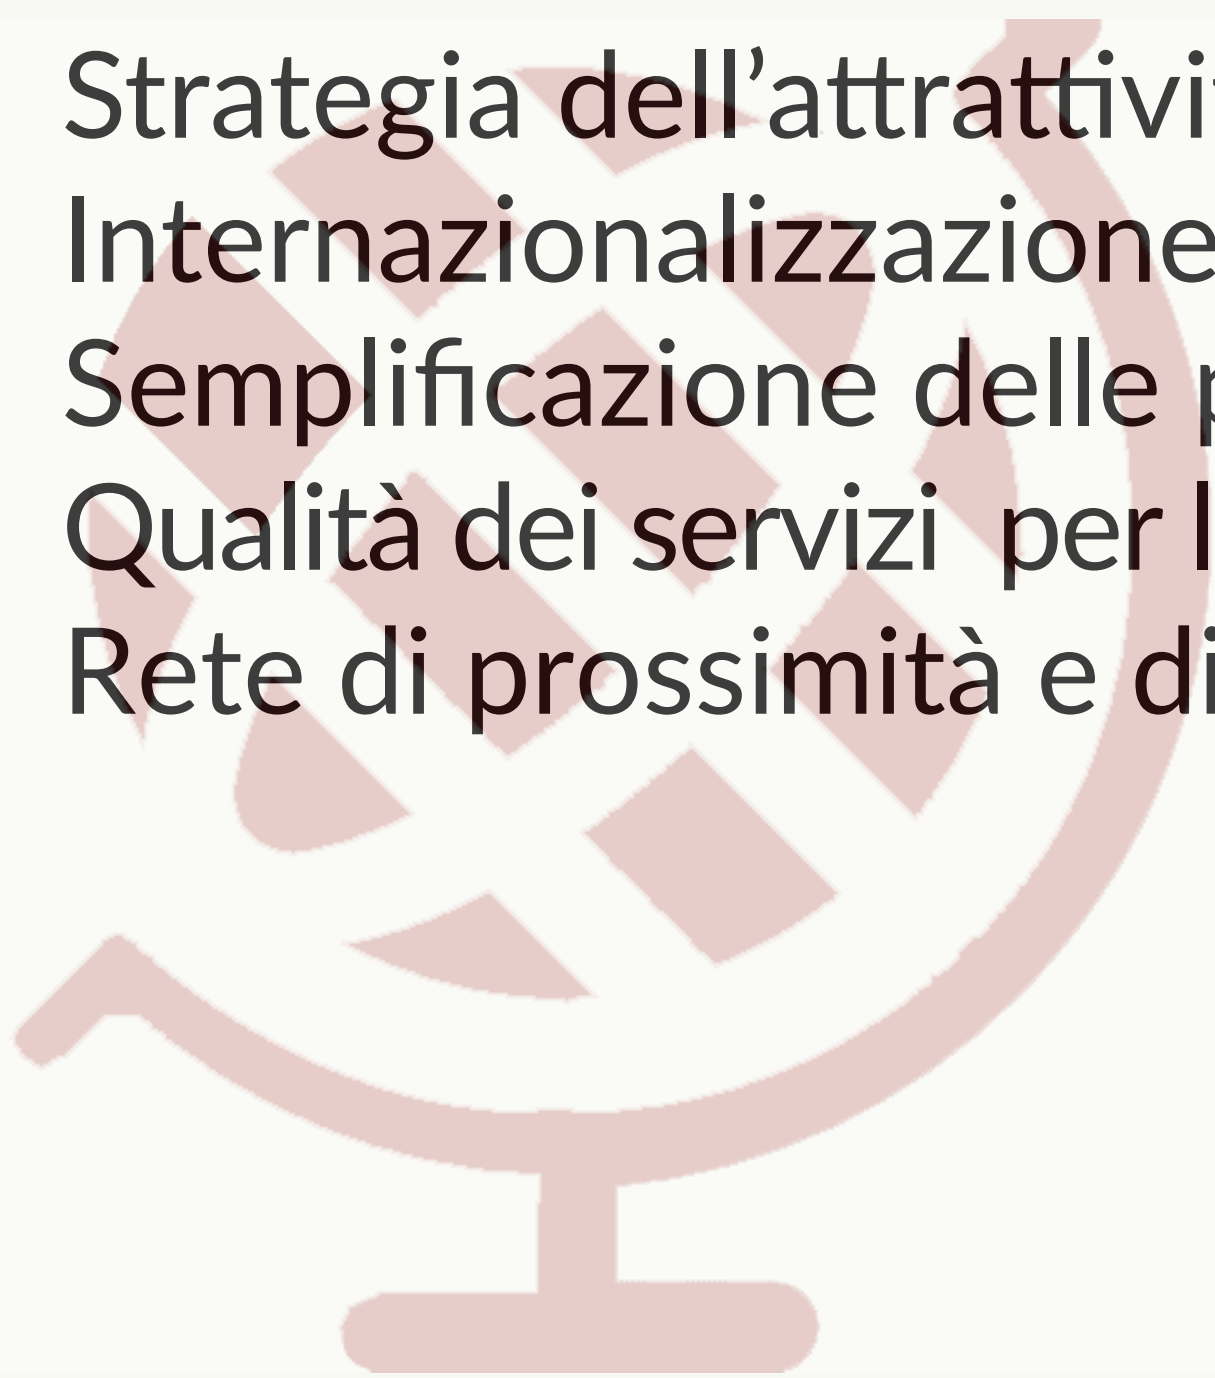 Strategia dell’attrattivi
Internazionalizzazione
Semplificazione delle
Qualità dei servizi per l
Rete di prossimità e di